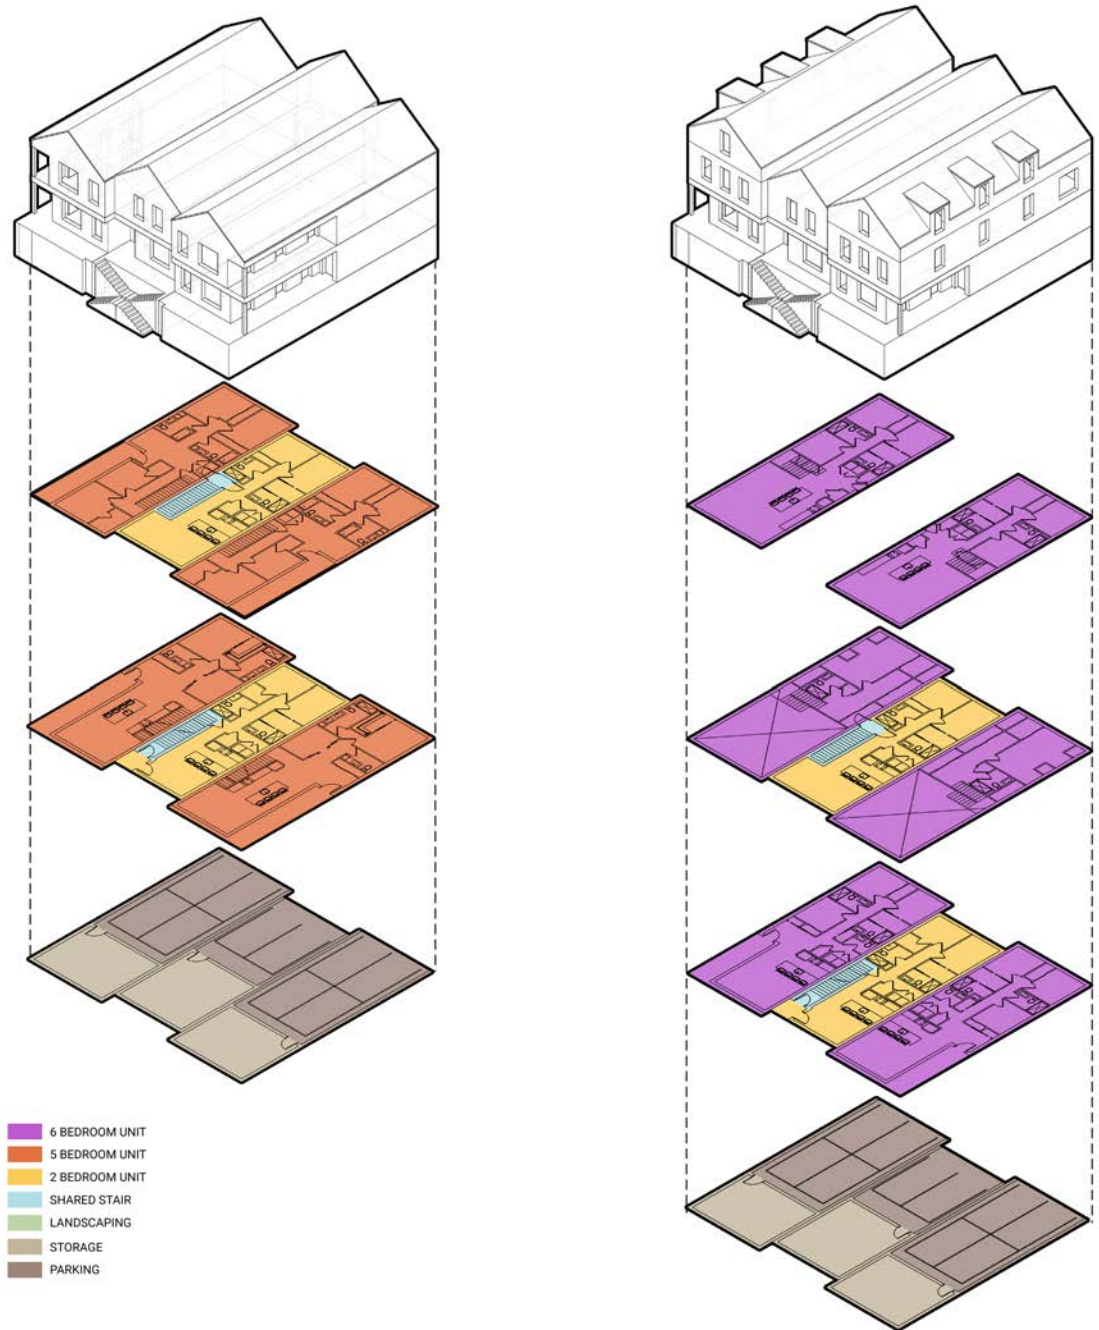 6 BEDROOM UNIT
5 BEDROOM UNIT
2 BEDROOM UNIT
SHARED STAIR
LANDSCAPING
STORAGE
PARKING